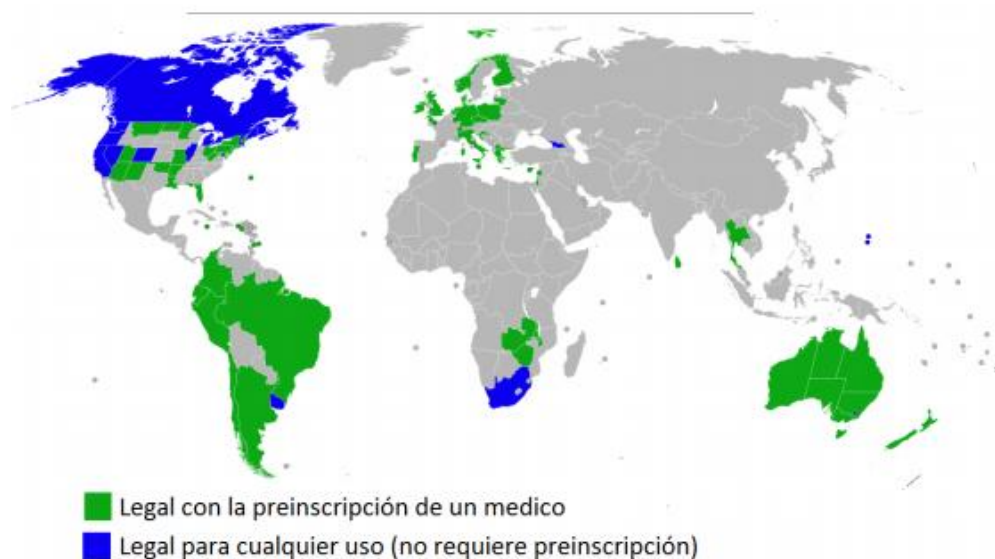 Legal con la preinscripción de un medico
Legal para cualquier uso (no requiere preinscripción)